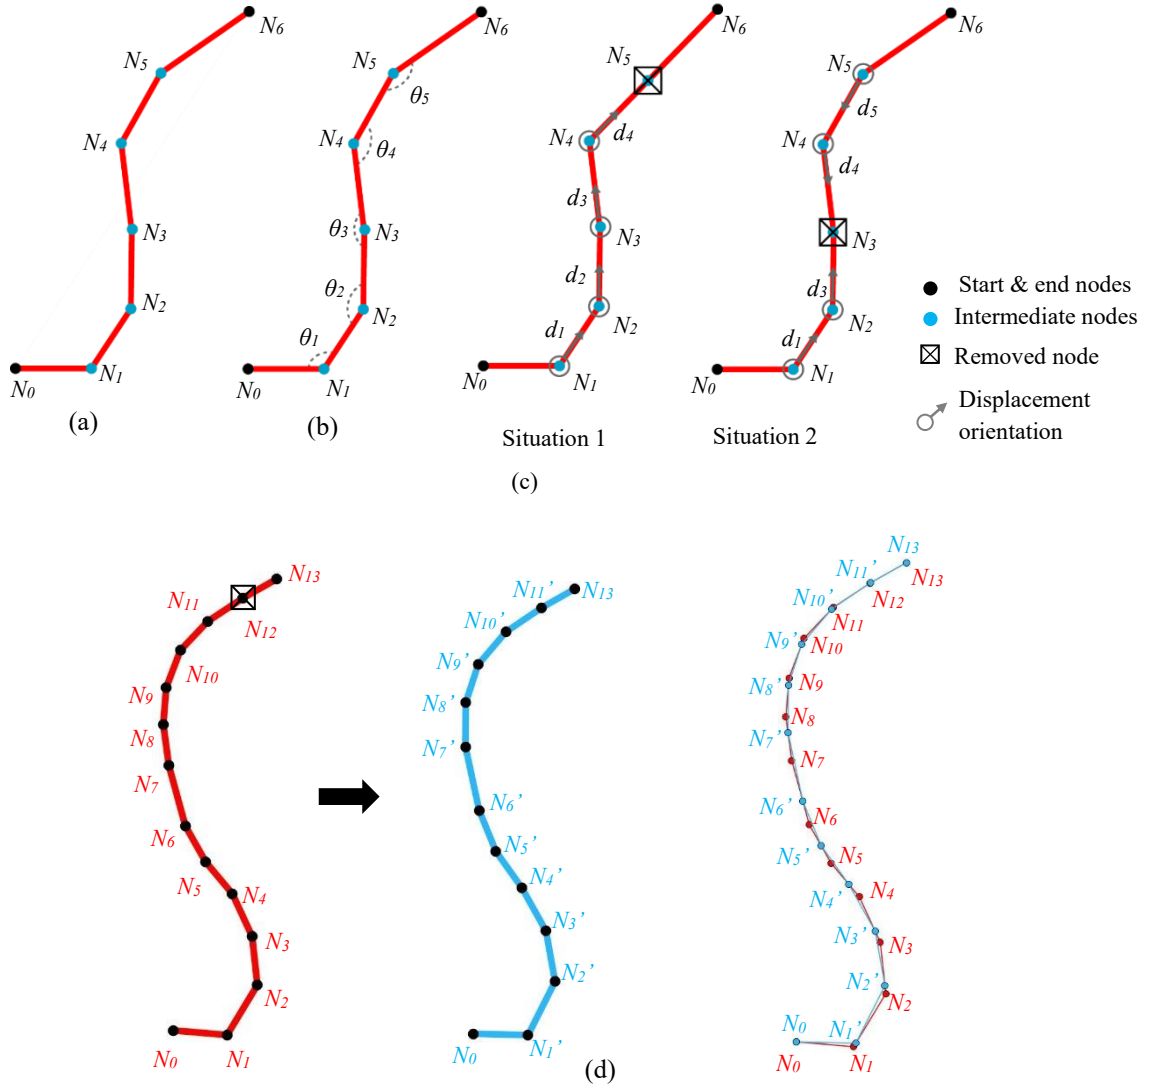 N6
N5
N4
N3
N2
N0
N1
(a)
N6
N5
θ5
N4
θ4
θ3
N3
θ2
N2
θ1
N0
N1
(b)
N6
N5
d4
N4
d3
N3
d2
N2
d1
N0
N1
Situation 1
N6
N5
d5
N4
d4
N3
d3
N2
d1
N0
N1
Situation 2
(c)
Start & end nodes
Intermediate nodes
Removed node
Displacement
orientation
N13
N11
N12
N10
N9
N8
N7
N6
N5
N4
N3
N2
N0
N1
N11’
N13
N10’
N9’
N8’
N7’
N6’
N5’
N4’
N3’
N2’
N0
N1’
N13
N13
N11’
N12
N10’
N11
N9’
N10
N8’
N9
N8
N7’
N7
N6’
N6
N5’
N5
N4’
N4
N3’
N3
N2’
N2
N0
N1’
N0
N1
(d)